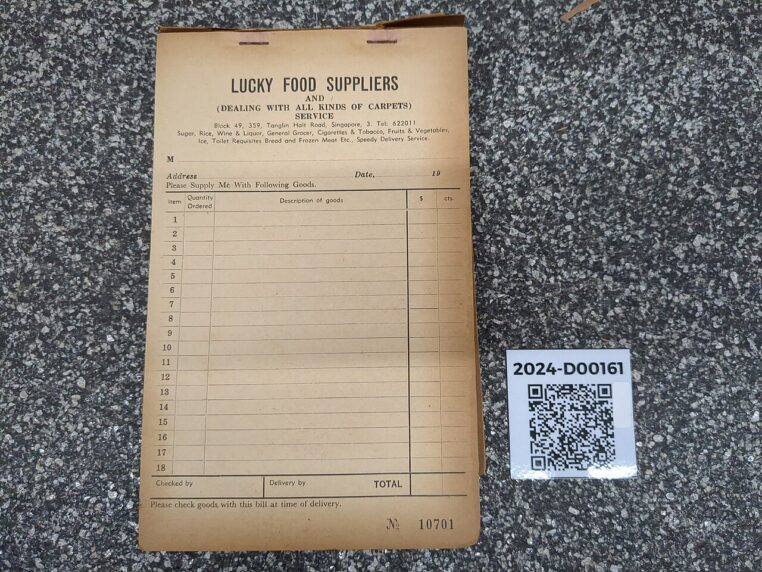 LUCKY FOOD SUPPLIERS
AND
(DEALING WITH ALL KINDS OF CARPETS)
SERVICE
Block 49, 359, Tanglin Halt Road, Singapore, 3. Tel: 622011
Sugar, Rice, Wine & Liquor, General Grocer, Cigarettes & Tobacco, Fruits & Vegetables,
Ice, Toilet Requisites Bread and Frozen Meat Etc., Speedy Delivery Service.
M
Address Date, 19
Please Supply Me With Following Goods.
Item Quantity Ordered Description of goods $ cts.
1
2
3
4
5
6
7
8
9
10
11
12
13
14
15
16
17
18
Checked by Delivery by TOTAL
Please check goods, with this bill at time of delivery.
№ 10701
2024-D00161